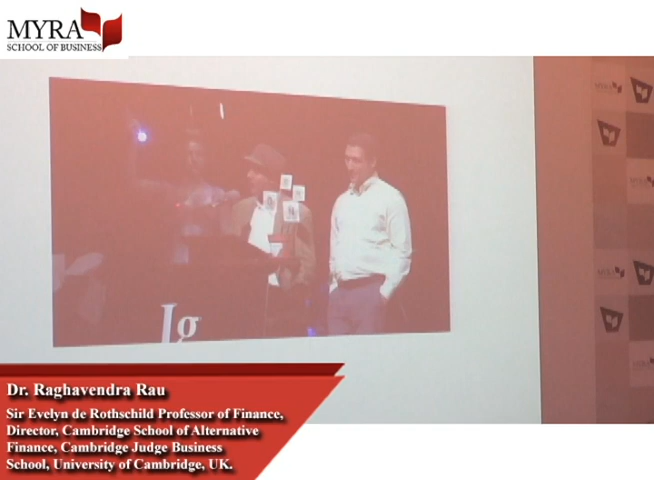 MYRA
SCHOOL OF BUSINESS
Ig
Dr. Raghavendra Rau
Sir Evelyn de Rothschild Professor of Finance,
Director, Cambridge School of Alternative
Finance, Cambridge Judge Business
School, University of Cambridge, UK.